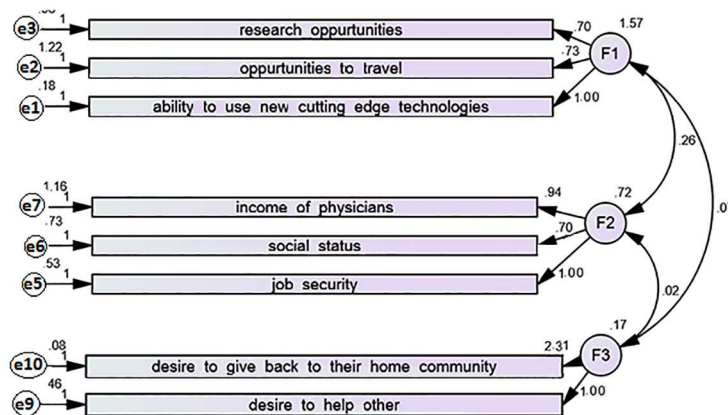 e3 1 research oppurtunities .70 1.57
F1
1.22
e2 1 oppurtunities to travel .73
.18
e1 1 ability to use new cutting edge technologies 1.00
.26
1.16
e7 1 income of physicians .94 .72
F2
.73
e6 1 social status .70
.53
e5 1 job security 1.00
.02
.17
.08
e10 1 desire to give back to their home community 2.31 F3
46
e9 1 desire to help other 1.00